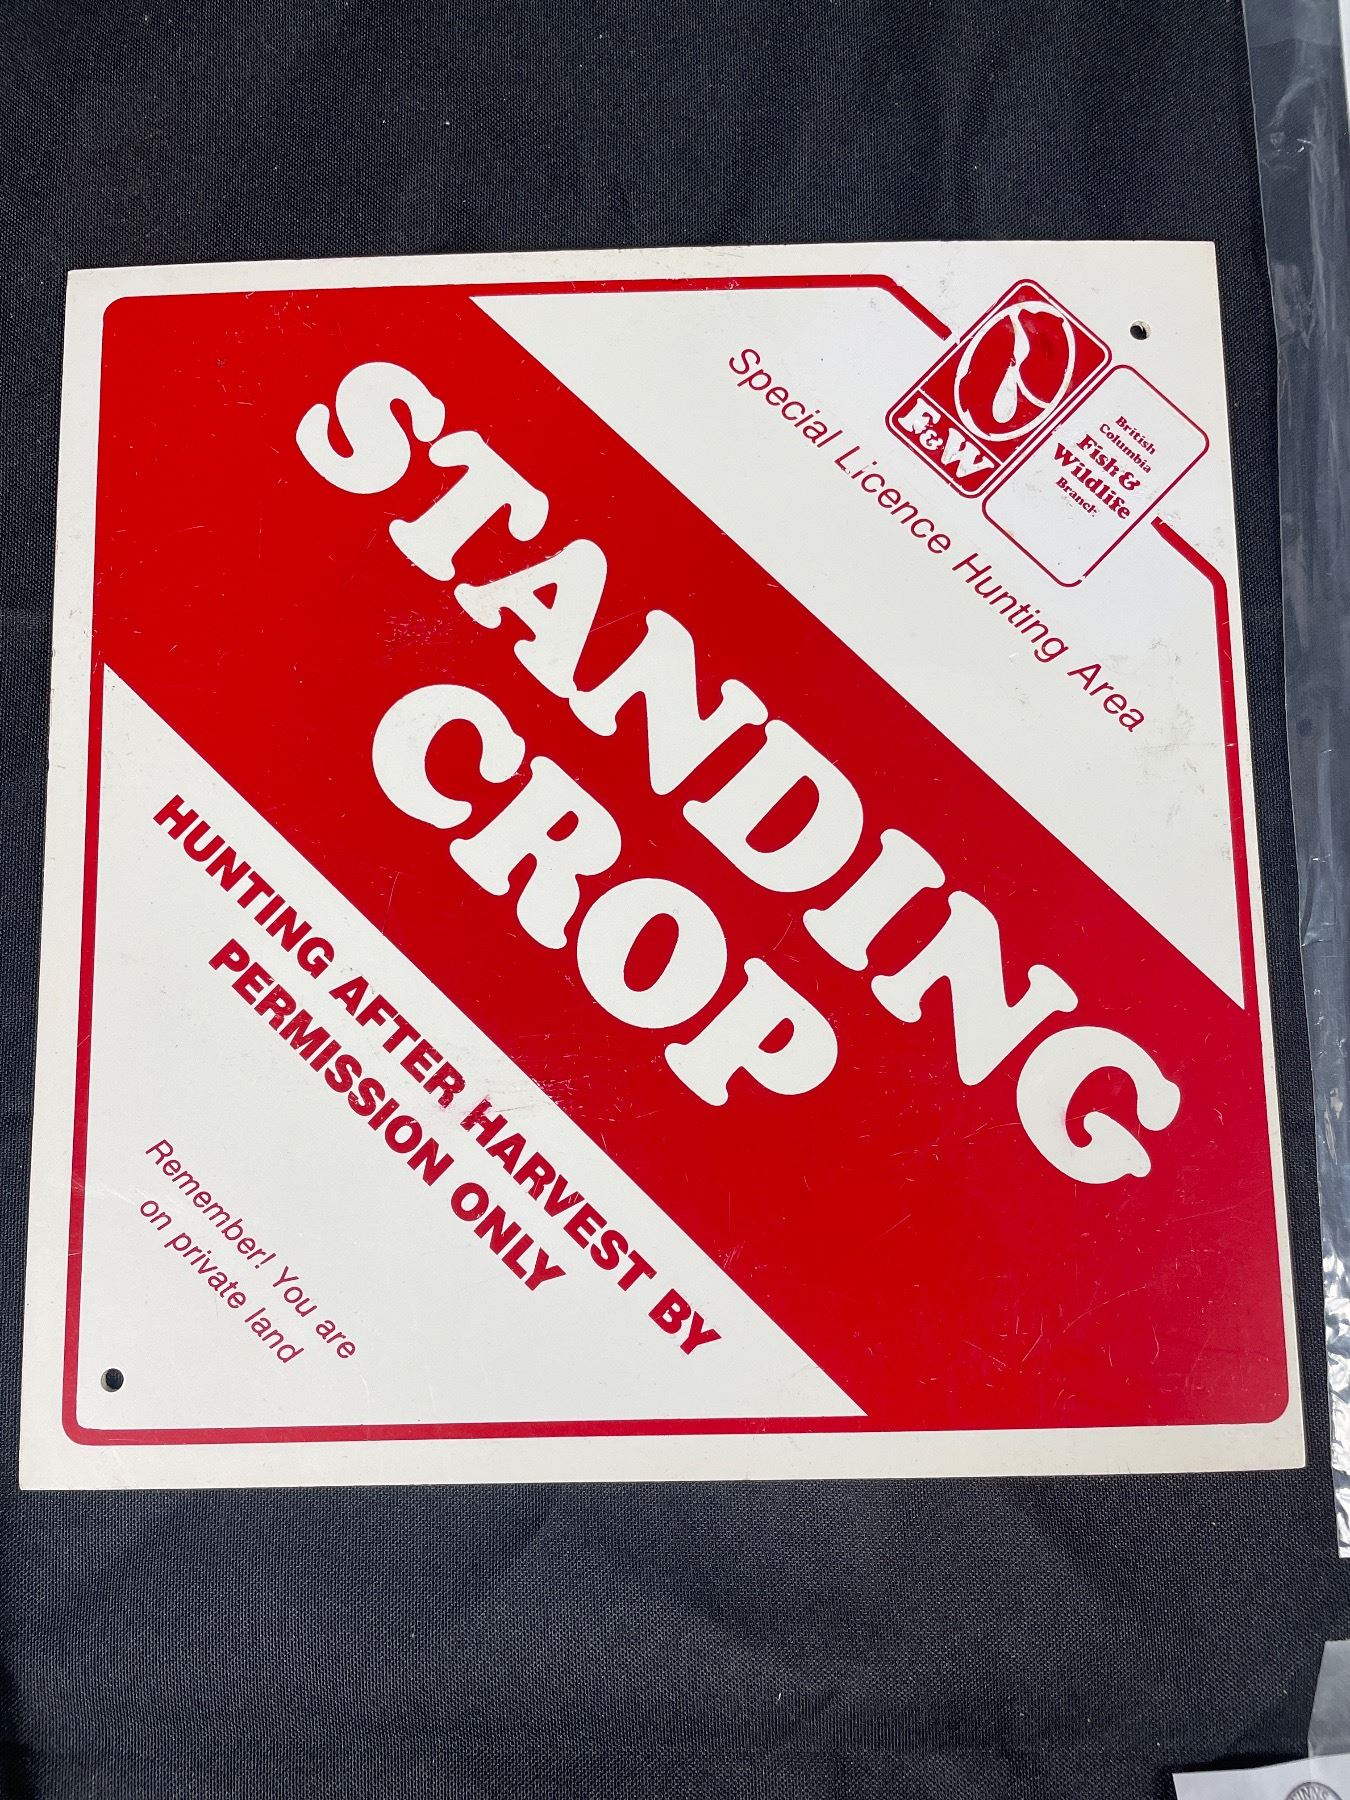 F&W
British
Columbia
Fish &
Wildlife
Branch
Special Licence Hunting Area
STANDING
CROP
HUNTING AFTER HARVEST BY
PERMISSION ONLY
Remember! You are
on private land